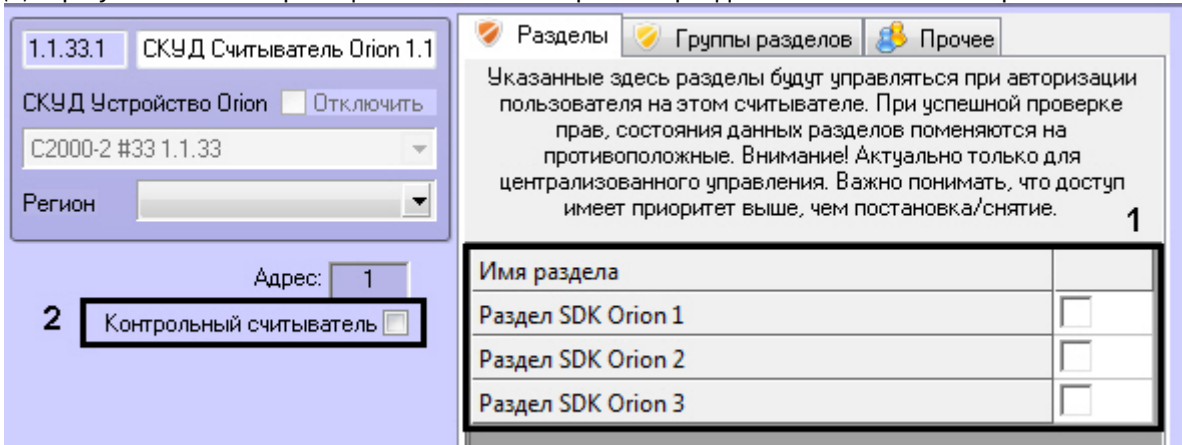 1.1.33.1 СКУД Считыватель Orion 1.1
СКУД Устройство Orion Отключить
С2000-2 #33 1.1.33
Регион
Адрес: 1
2 Контрольный считыватель
Разделы Группы разделов Прочее
Указанные здесь разделы будут управляться при авторизации
пользователя на этом считывателе. При успешной проверке
прав, состояния данных разделов поменяются на
противоположные. Внимание! Актуально только для
централизованного управления. Важно понимать, что доступ
имеет приоритет выше, чем постановка/снятие.
1
Имя раздела
Раздел SDK Orion 1
Раздел SDK Orion 2
Раздел SDK Orion 3